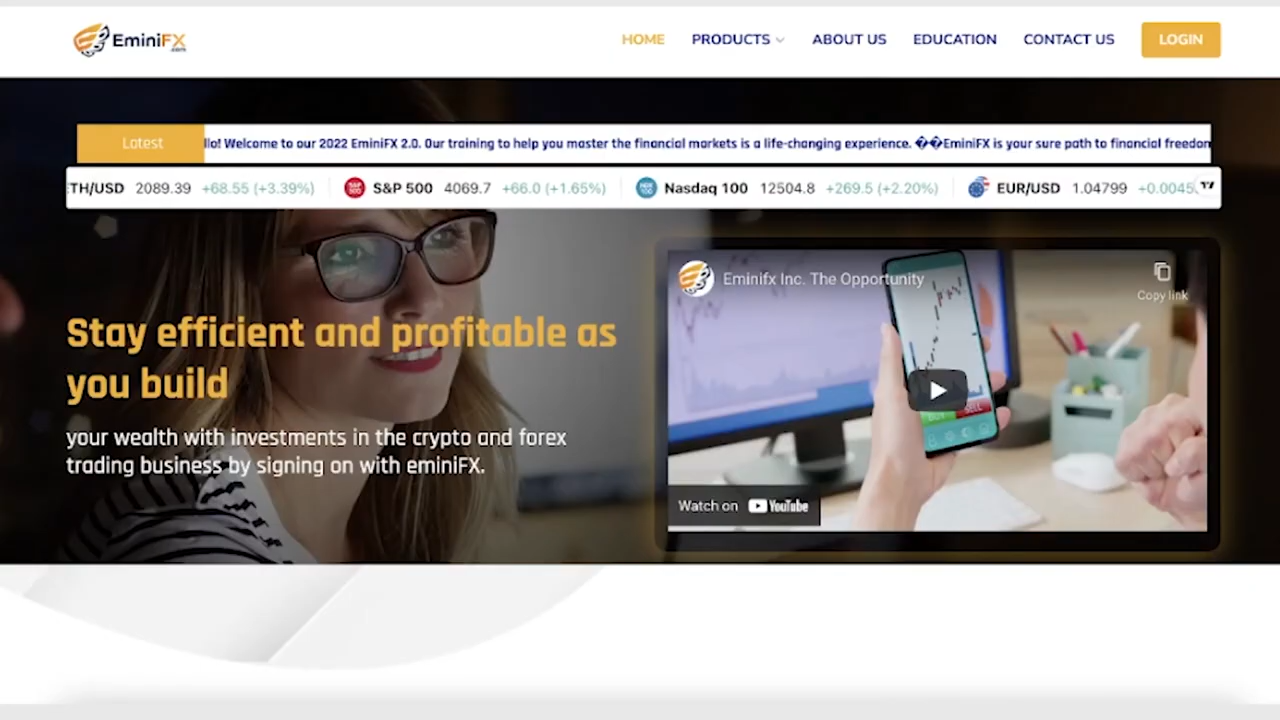 EminiFX
.com
HOME
PRODUCTS
ABOUT US
EDUCATION
CONTACT US
LOGIN
Latest
llo! Welcome to our 2022 EminiFX 2.0. Our training to help you master the financial markets is a life-changing experience. ��EminiFX is your sure path to financial freedom
TH/USD 2089.39 +68.55 (+3.39%) S&P 500 4069.7 +66.0 (+1.65%) Nasdaq 100 12504.8 +269.5 (+2.20%) EUR/USD 1.04799 +0.0045
Eminifx Inc. The Opportunity
Copy link
Stay efficient and profitable as
you build
your wealth with investments in the crypto and forex
trading business by signing on with eminiFX.
BUY SELL
Watch on YouTube